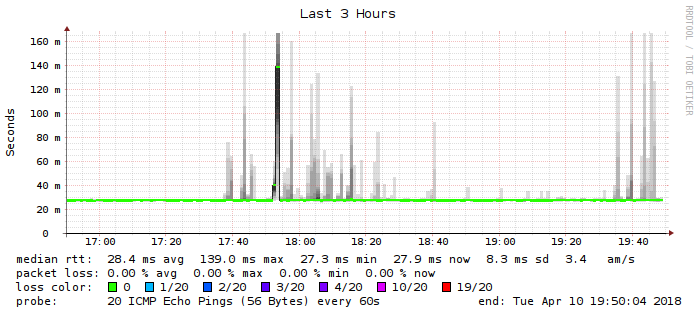 Last 3 Hours
RRDTOOL / TOBI OETIKER
Seconds
160 m
140 m
120 m
100 m
80 m
60 m
40 m
20 m
0
17:00 17:20 17:40 18:00 18:20 18:40 19:00 19:20 19:40
median rtt: 28.4 ms avg 139.0 ms max 27.3 ms min 27.9 ms now 8.3 ms sd 3.4 am/s
packet loss: 0.00 % avg 0.00 % max 0.00 % min 0.00 % now
loss color: 0 1/20 2/20 3/20 4/20 10/20 19/20
probe: 20 ICMP Echo Pings (56 Bytes) every 60s end: Tue Apr 10 19:50:04 2018